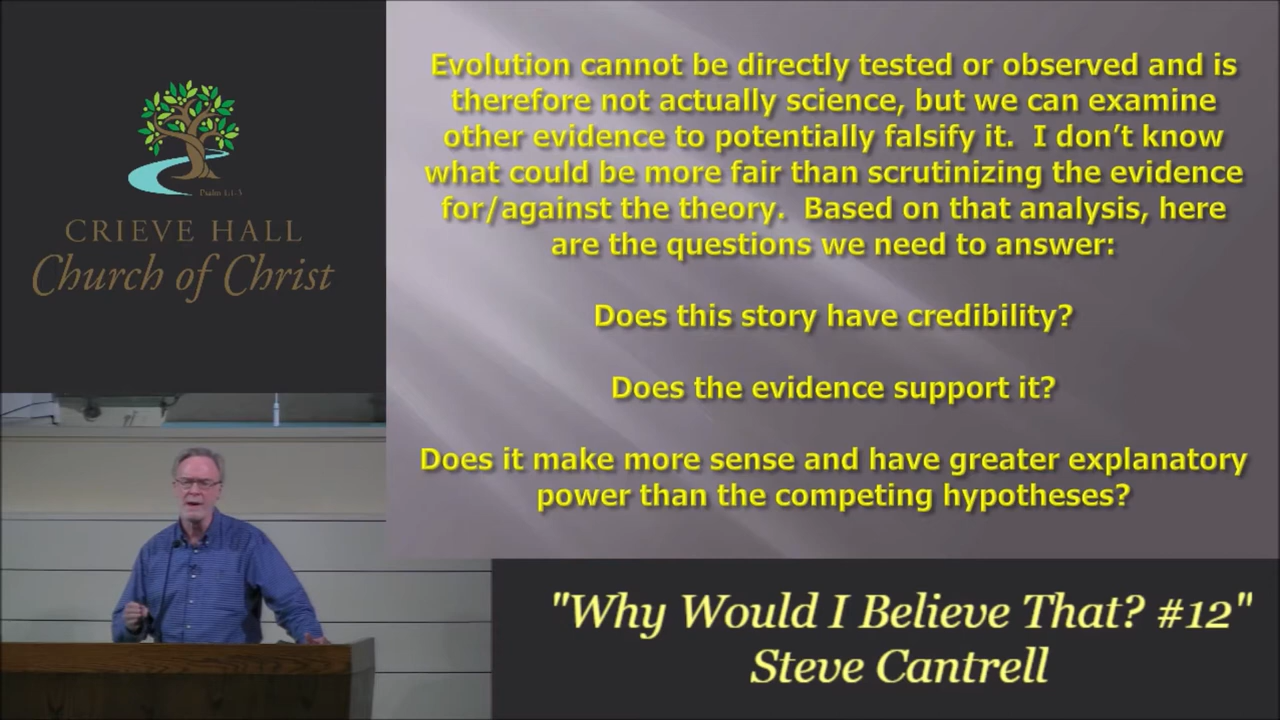 Psalm 1:1-3
CRIEVE HALL
Church of Christ
Evolution cannot be directly tested or observed and is
therefore not actually science, but we can examine
other evidence to potentially falsify it.  I don’t know
what could be more fair than scrutinizing the evidence
for/against the theory.  Based on that analysis, here
are the questions we need to answer:
Does this story have credibility?
Does the evidence support it?
Does it make more sense and have greater explanatory
power than the competing hypotheses?
"Why Would I Believe That? #12"
Steve Cantrell